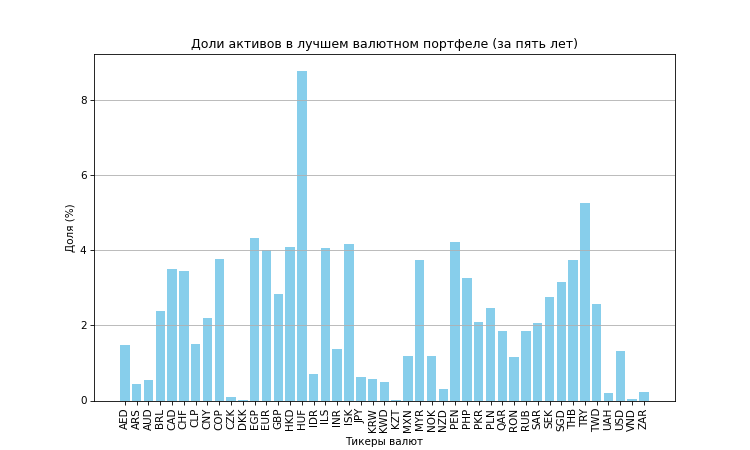 Доли активов в лучшем валютном портфеле (за пять лет)
Доля (%)
8
6
4
2
0
AED ARS AUD BRL CAD CHF CLP CNY COP CZK DKK EGP EUR GBP HKD HUF IDR ILS INR ISK JPY KRW KWD KZT MXN MYR NOK NZD PEN PHP PKR PLN QAR RON RUB SAR SEK SGD THB TRY TWD UAH USD VND ZAR
Тикеры валют